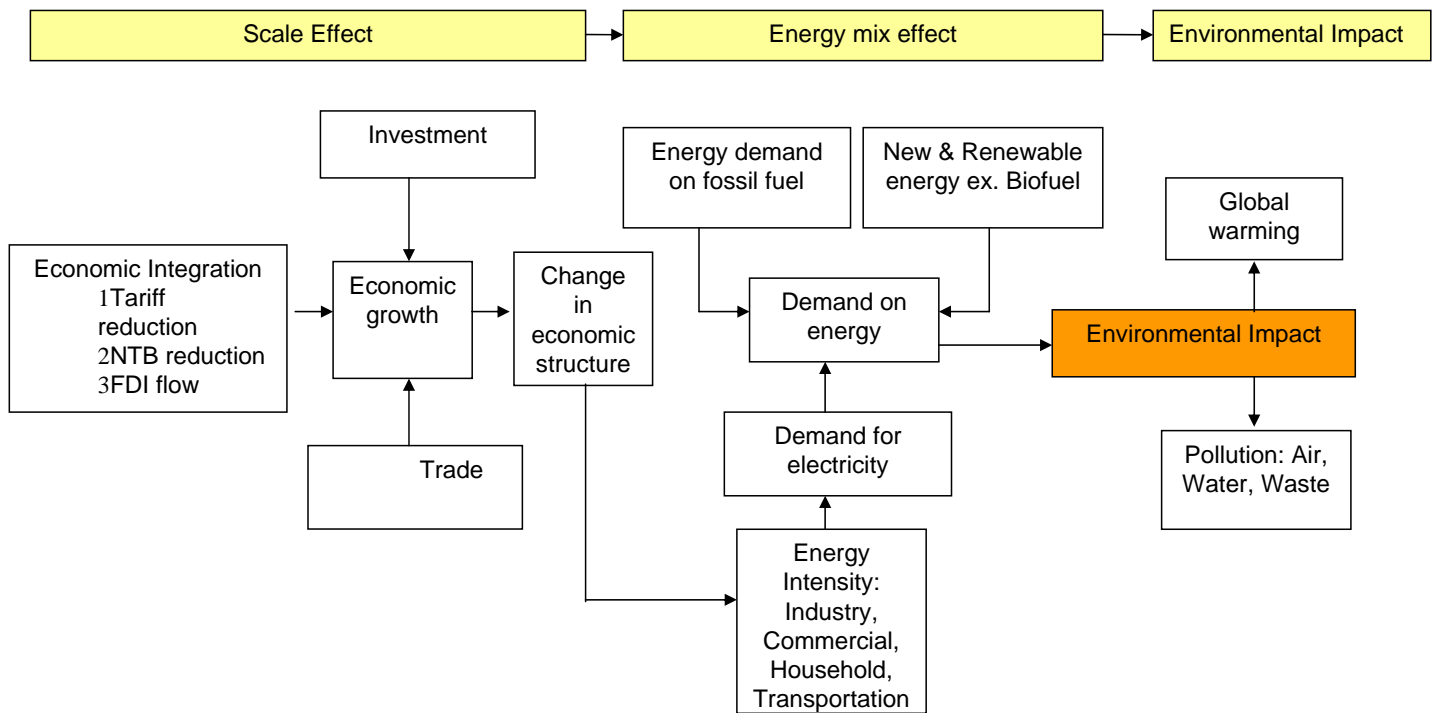 Scale Effect
Energy mix effect
Environmental Impact
Investment
Economic Integration
1Tariff
reduction
2NTB reduction
3FDI flow
Economic
growth
Trade
Change
in
economic
structure
Energy demand
on fossil fuel
New & Renewable
energy ex. Biofuel
Demand on
energy
Demand for
electricity
Energy
Intensity:
Industry,
Commercial,
Household,
Transportation
Global
warming
Environmental Impact
Pollution: Air,
Water, Waste